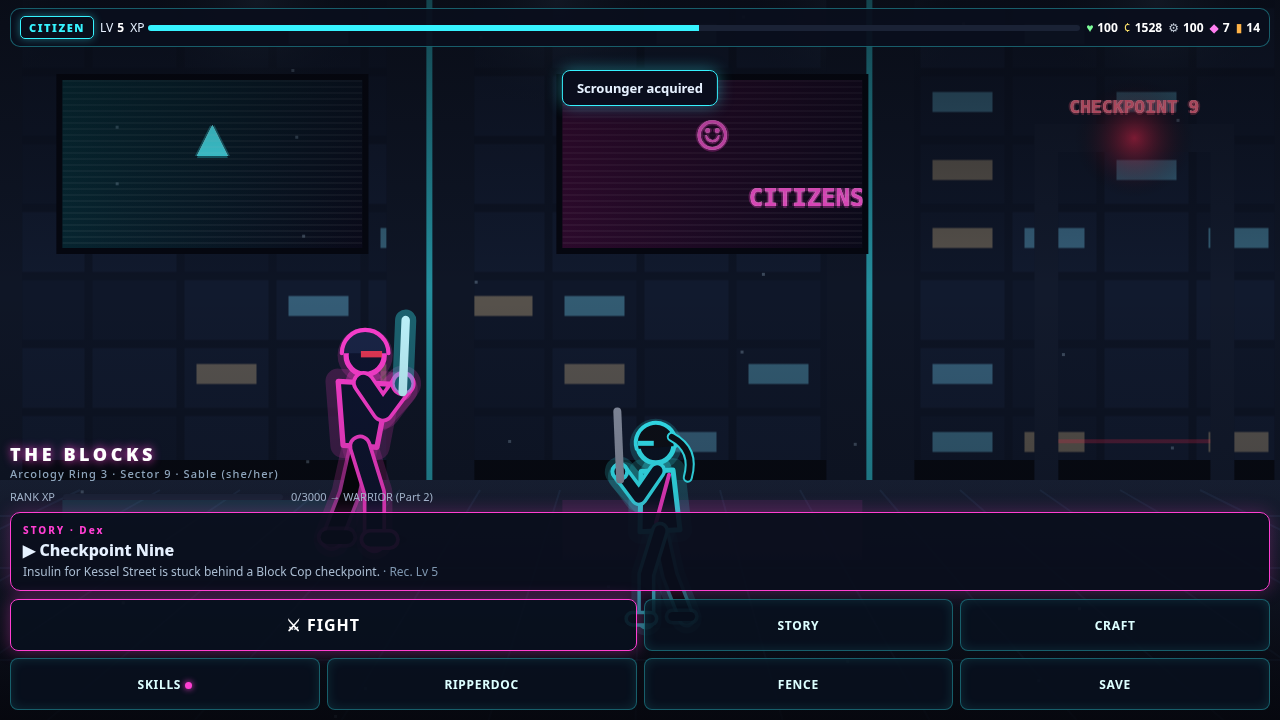 CITIZEN LV 5 XP 100 ¢ 1528 100 7 14
Scrounger acquired
CHECKPOINT 9
CITIZENS
THE BLOCKS
Arcology Ring 3 · Sector 9 · Sable (she/her)
RANK XP 0/3000 → WARRIOR (Part 2)
STORY · Dex
▶ Checkpoint Nine
Insulin for Kessel Street is stuck behind a Block Cop checkpoint. · Rec. Lv 5
⚔ FIGHT
STORY
CRAFT
SKILLS
RIPPERDOC
FENCE
SAVE